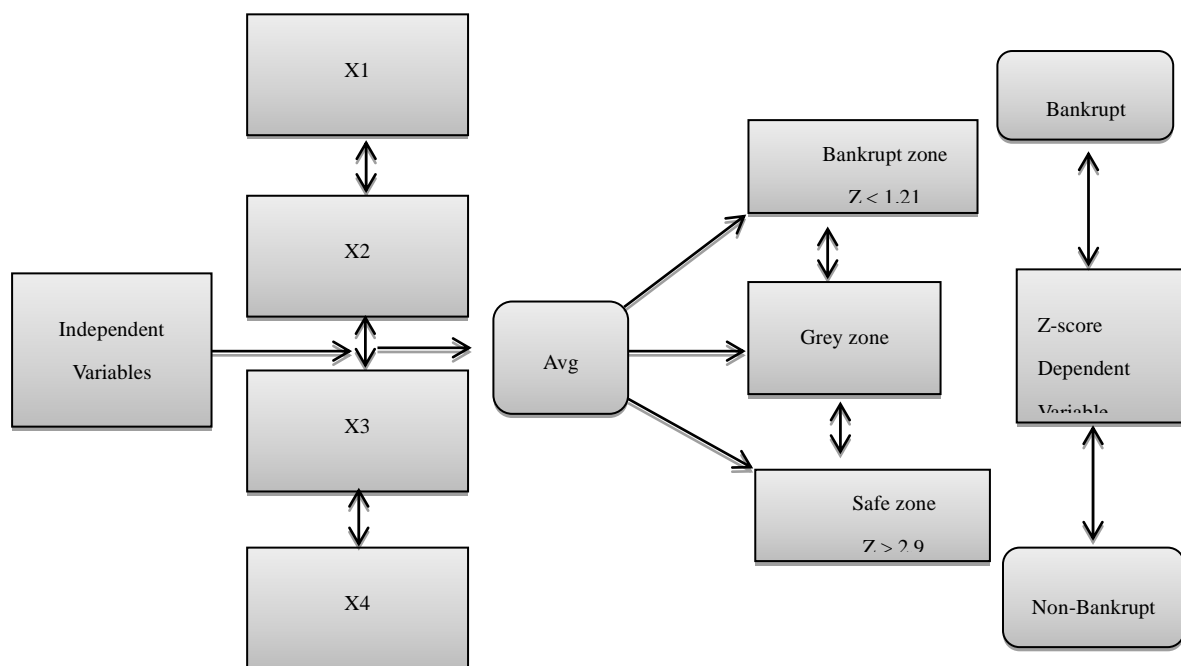 X1
X2
X3
X4
Independent
Variables
Avg
Bankrupt zone
Z < 1.21
Grey zone
Safe zone
Z > 2.9
Bankrupt
Z-score
Dependent
Variable
Non-Bankrupt